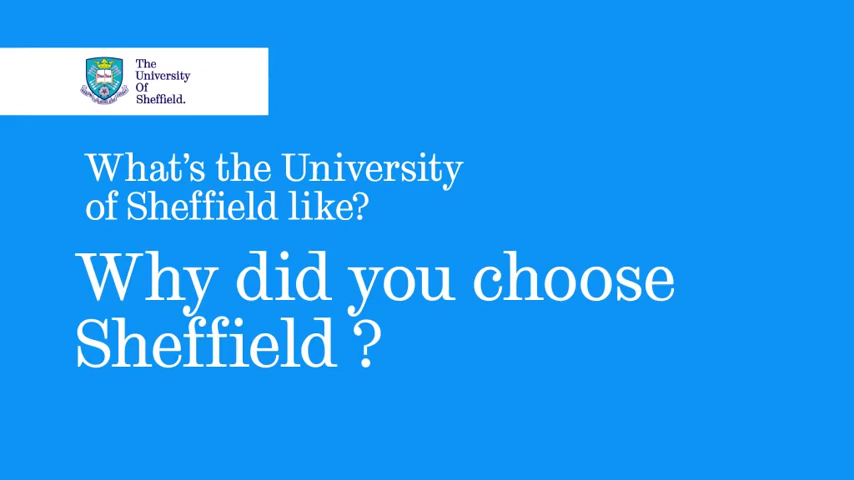 The
University
Of
Sheffield.
What's the University
of Sheffield like?
Why did you choose
Sheffield ?